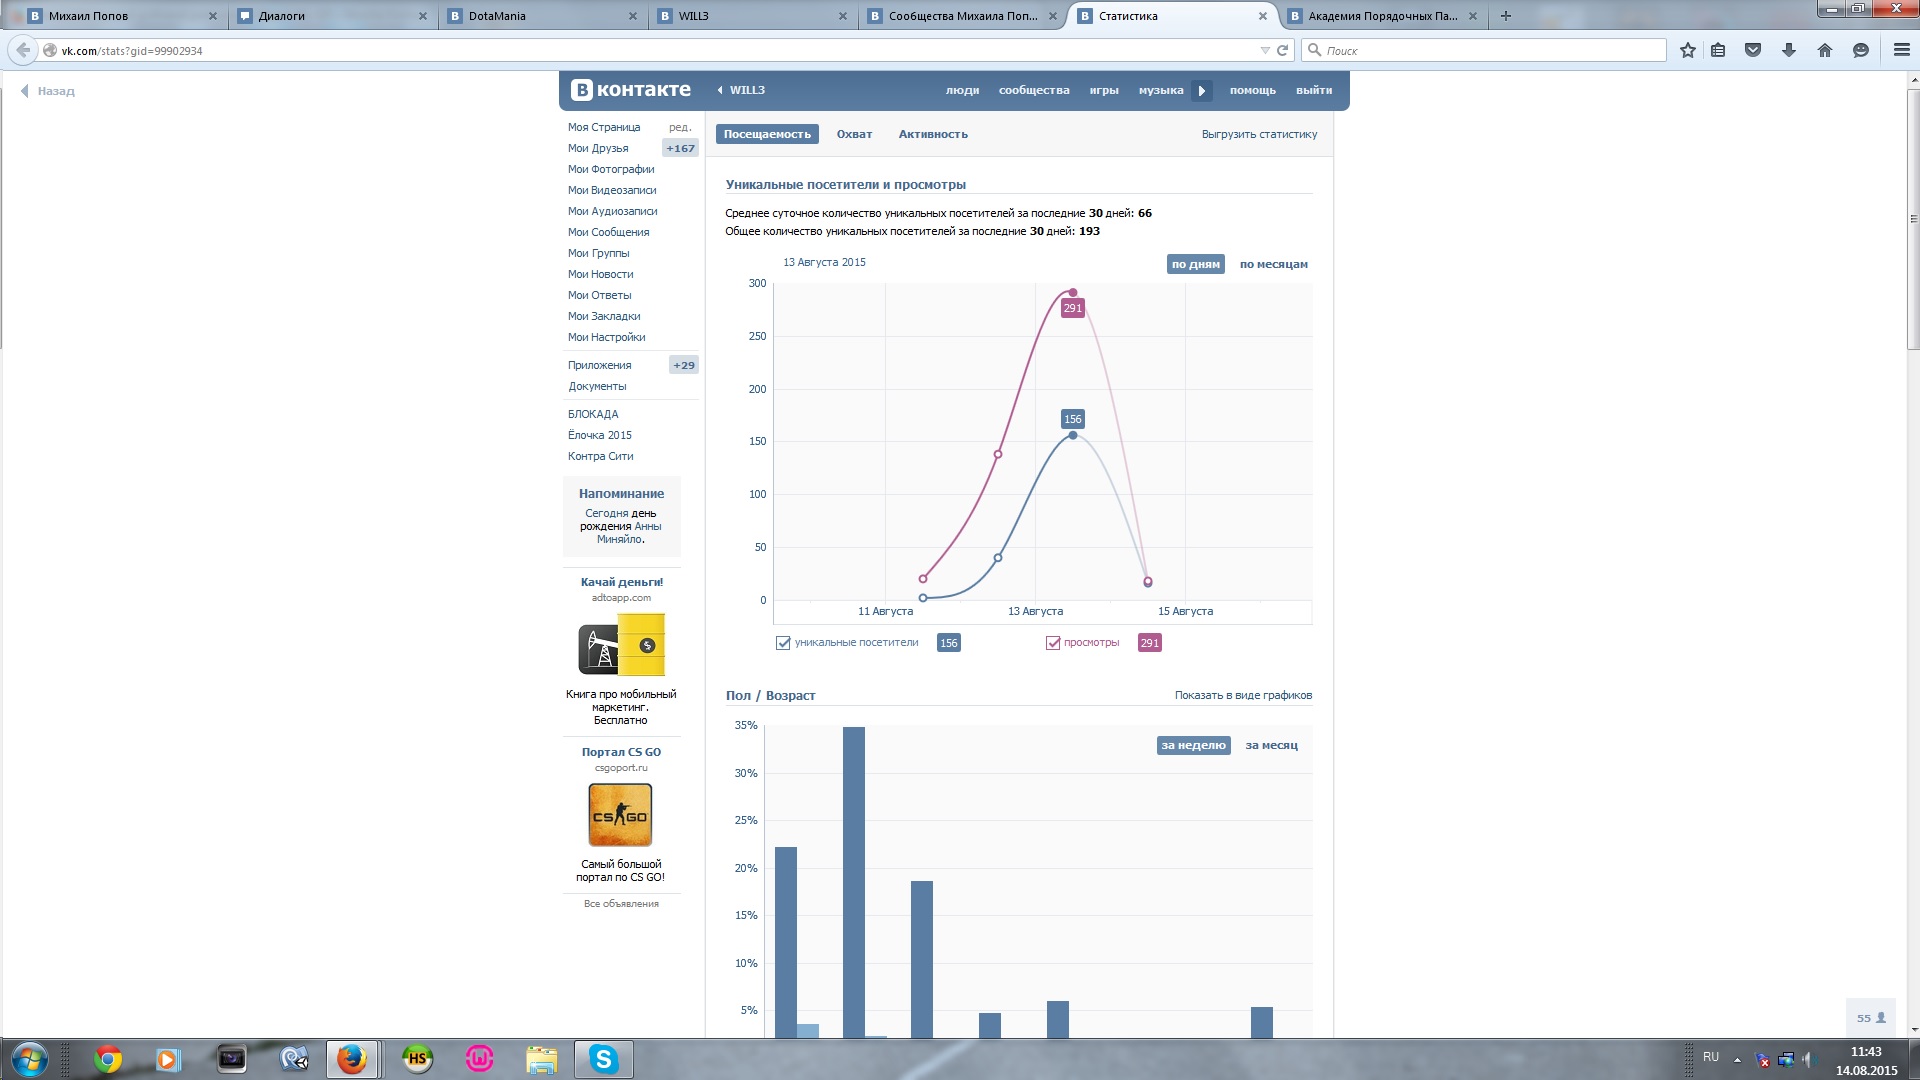 Михаил Попов
Диалоги
DotaMania
WILL3
Сообщества Михаила Поп...
Статистика
Академия Порядочных Па...
vk.com/stats?gid=99902934
Поиск
Назад
В контакте
WILL3
люди
сообщества
игры
музыка
помощь
выйти
Моя Страница
ред.
Мои Друзья
+167
Мои Фотографии
Мои Видеозаписи
Мои Аудиозаписи
Мои Сообщения
Мои Группы
Мои Новости
Мои Ответы
Мои Закладки
Мои Настройки
Приложения
+29
Документы
БЛОКАДА
Ёлочка 2015
Контра Сити
Напоминание
Сегодня день
рождения Анны
Миняйло.
Качай деньги!
adtoapp.com
Книга про мобильный
маркетинг.
Бесплатно
Портал CS GO
csgoport.ru
CS GO
Самый большой
портал по CS GO!
Все объявления
Посещаемость
Охват
Активность
Выгрузить статистику
Уникальные посетители и просмотры
Среднее суточное количество уникальных посетителей за последние 30 дней: 66
Общее количество уникальных посетителей за последние 30 дней: 193
13 Августа 2015
по дням
по месяцам
300
250
200
150
100
50
0
291
156
11 Августа
13 Августа
15 Августа
уникальные посетители
156
просмотры
291
Пол / Возраст
Показать в виде графиков
за неделю
за месяц
35%
30%
25%
20%
15%
10%
5%
55
HS
RU
11:43
14.08.2015